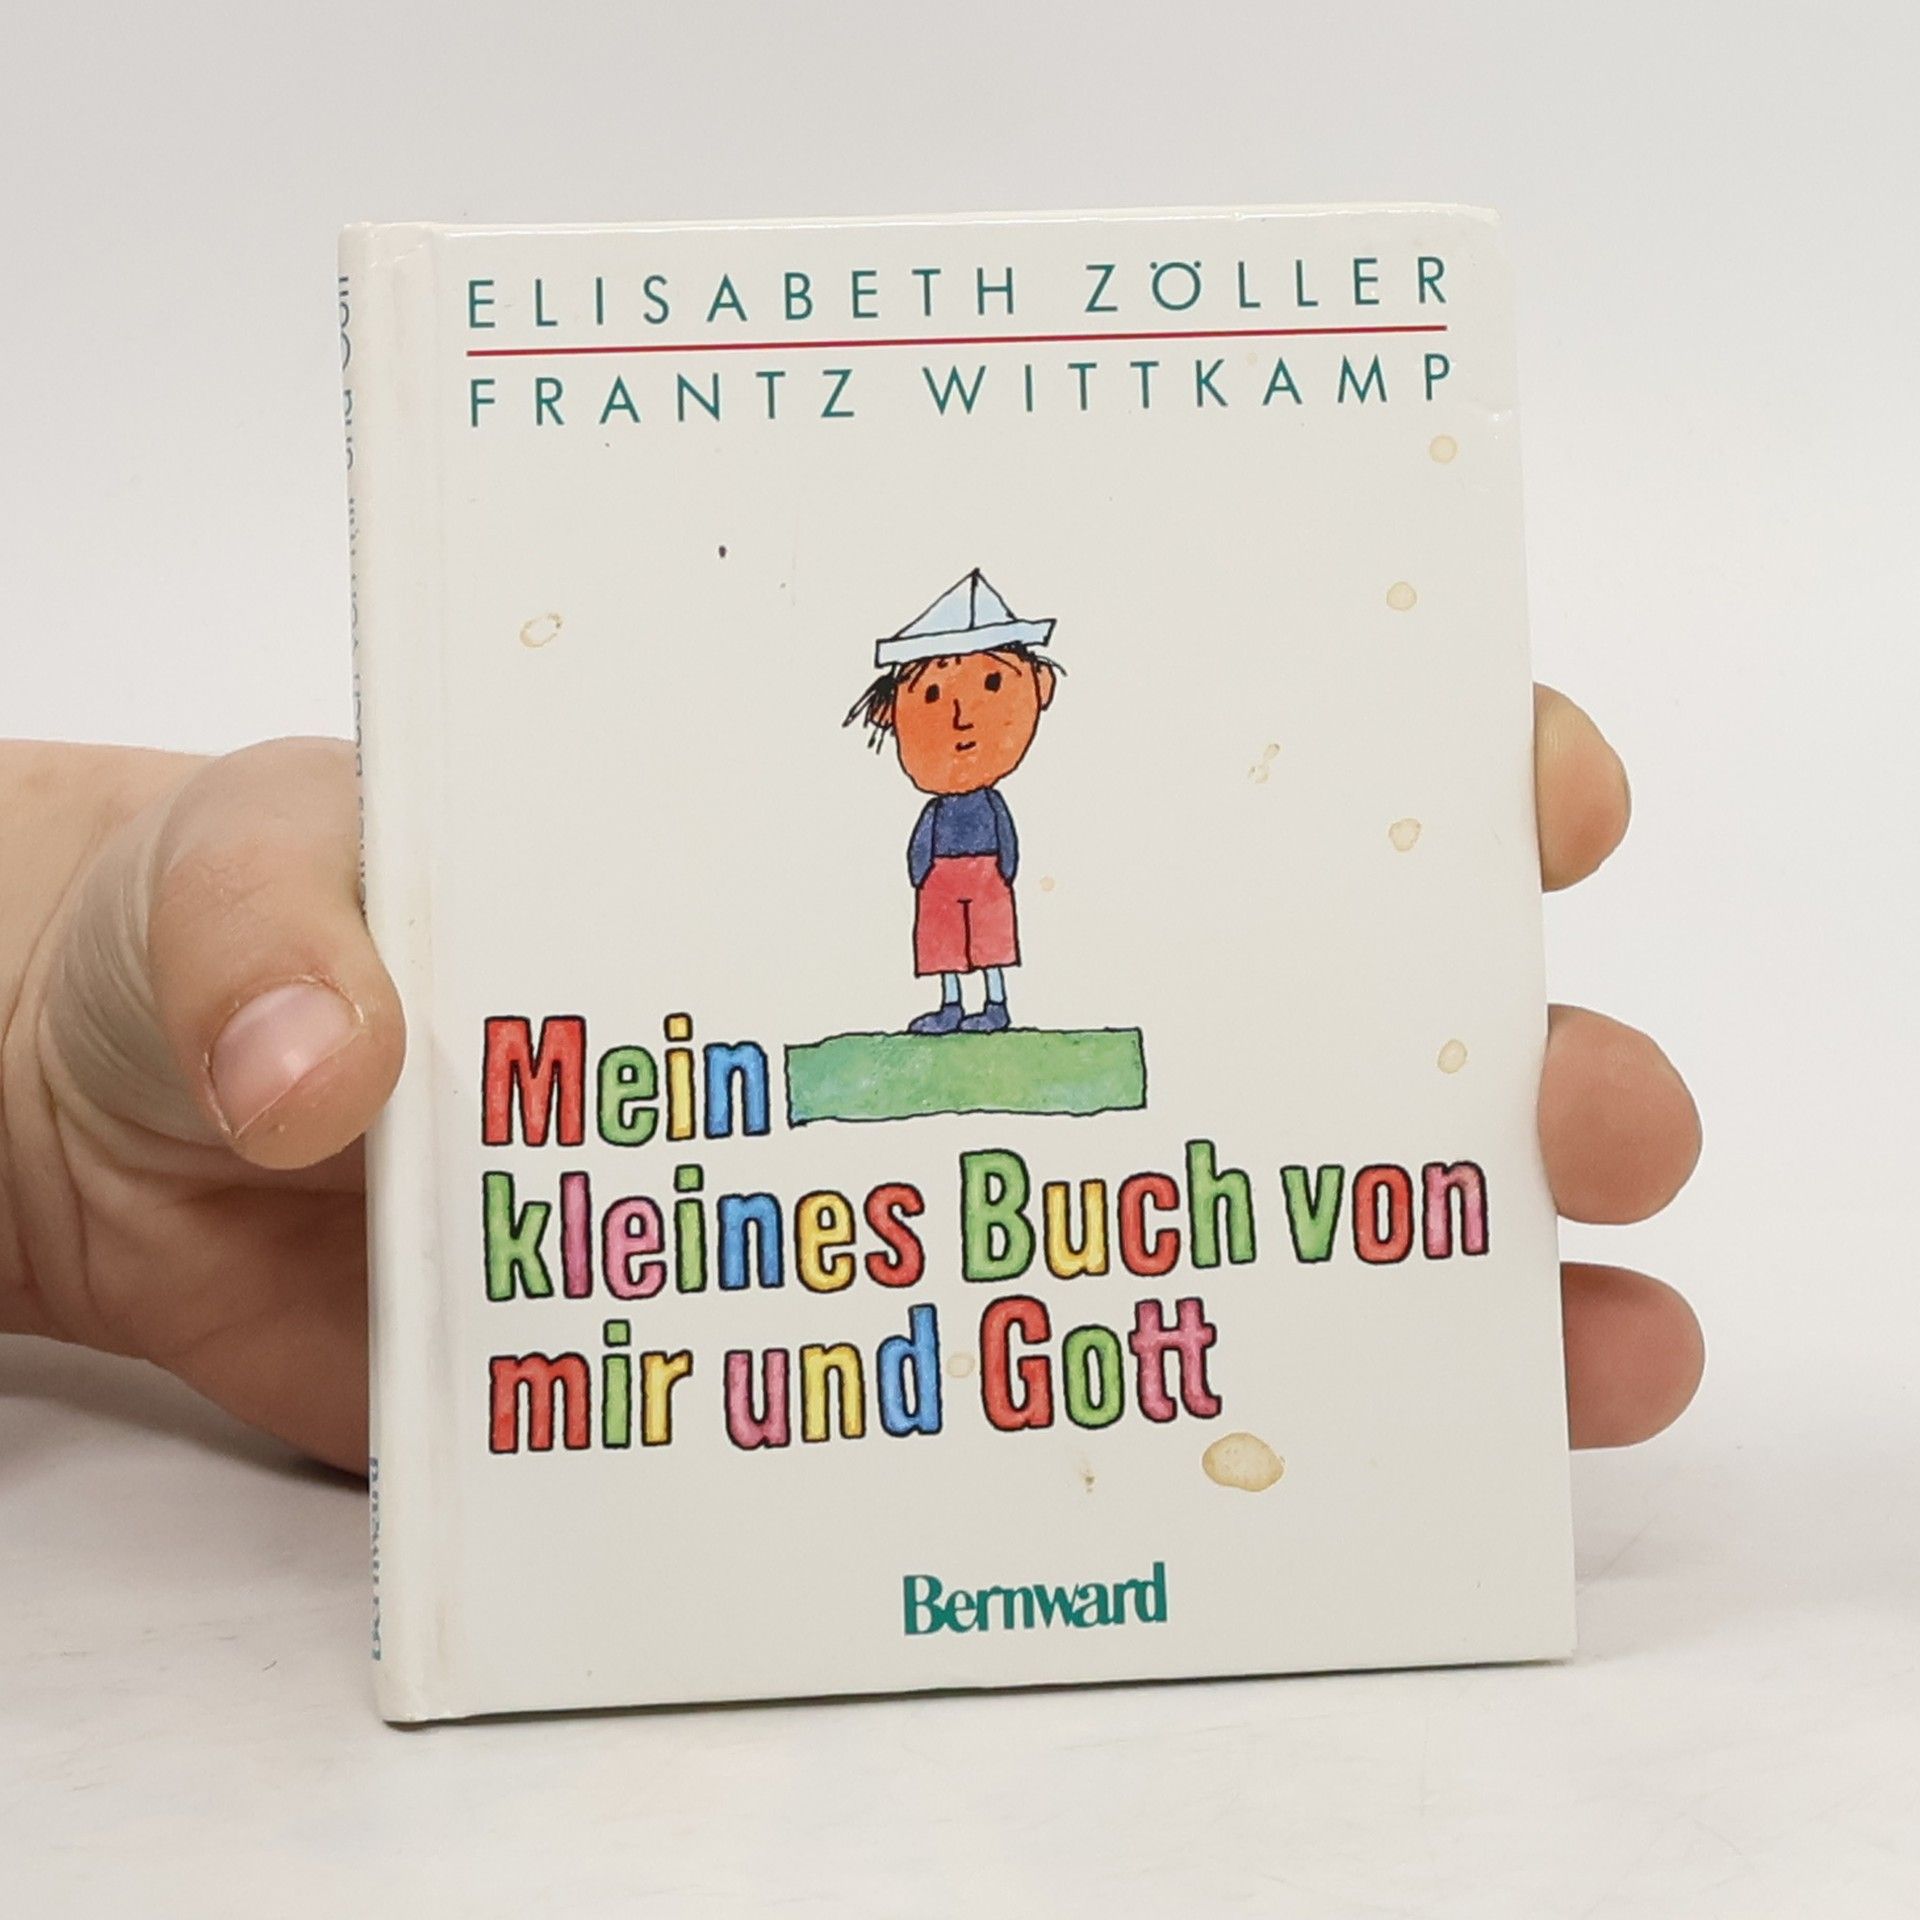 ELISABETH ZÖLLER
FRANTZ WITTKAMP
Mein
kleines Buch von
mir und Gott
Bernward